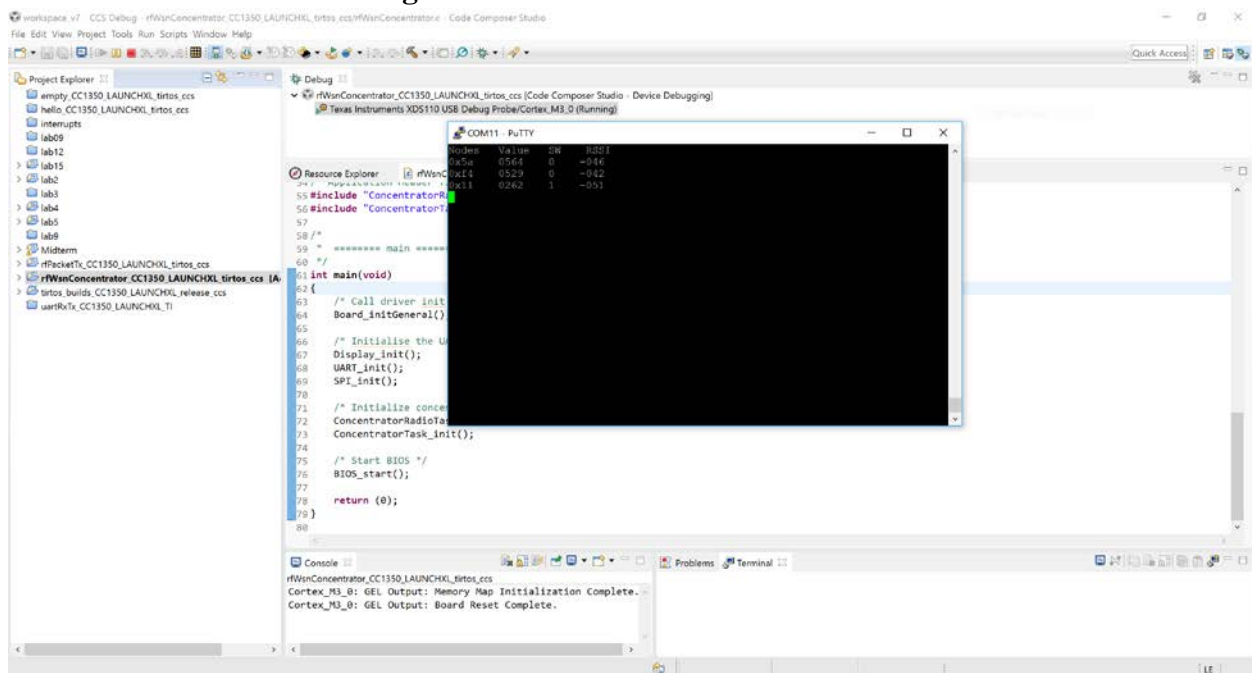 workspace_v7 - CCS Debug - rfWsnConcentrator_CC1350_LAUNCHXL_tirtos_ccs/rfWsnConcentrator.c - Code Composer Studio
File Edit View Project Tools Run Scripts Window Help
Quick Access
Project Explorer
empty_CC1350_LAUNCHXL_tirtos_ccs
hello_CC1350_LAUNCHXL_tirtos_ccs
interrupts
lab09
lab12
lab15
lab2
lab3
lab4
lab5
lab9
Midterm
rfPacketTx_CC1350_LAUNCHXL_tirtos_ccs
rfWsnConcentrator_CC1350_LAUNCHXL_tirtos_ccs [A
tirtos_builds_CC1350_LAUNCHXL_release_ccs
uartRxTx_CC1350_LAUNCHXL_TI
Debug
rfWsnConcentrator_CC1350_LAUNCHXL_tirtos_ccs [Code Composer Studio - Device Debugging]
Texas Instruments XDS110 USB Debug Probe/Cortex_M3_0 (Running)
COM11 - PuTTY
Nodes Value SW RSSI
0x5a 0564 0 -046
0xf4 0529 0 -042
0x11 0262 1 -051
Resource Explorer rfWsnC
55 #include "ConcentratorR
56 #include "ConcentratorT
57
58 /*
59 * ======== main =====
60 */
61 int main(void)
62 {
63 /* Call driver init
64 Board_initGeneral()
65
66 /* Initialise the U
67 Display_init();
68 UART_init();
69 SPI_init();
70
71 /* Initialize conce
72 ConcentratorRadioTa
73 ConcentratorTask_init();
74
75 /* Start BIOS */
76 BIOS_start();
77
78 return (0);
79 }
80
Console
rfWsnConcentrator_CC1350_LAUNCHXL_tirtos_ccs
Cortex_M3_0: GEL Output: Memory Map Initialization Complete.
Cortex_M3_0: GEL Output: Board Reset Complete.
Problems Terminal
LE